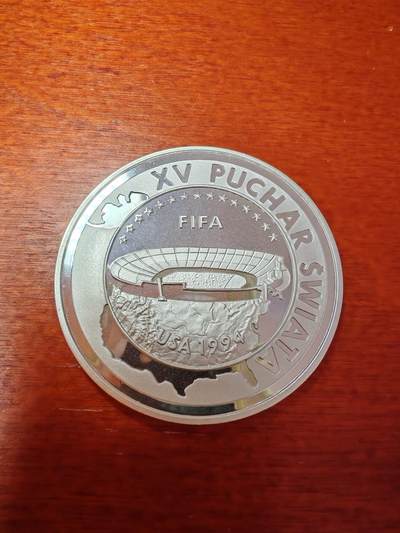 XV PUCHAR ŚWIATA
FIFA
USA 1994